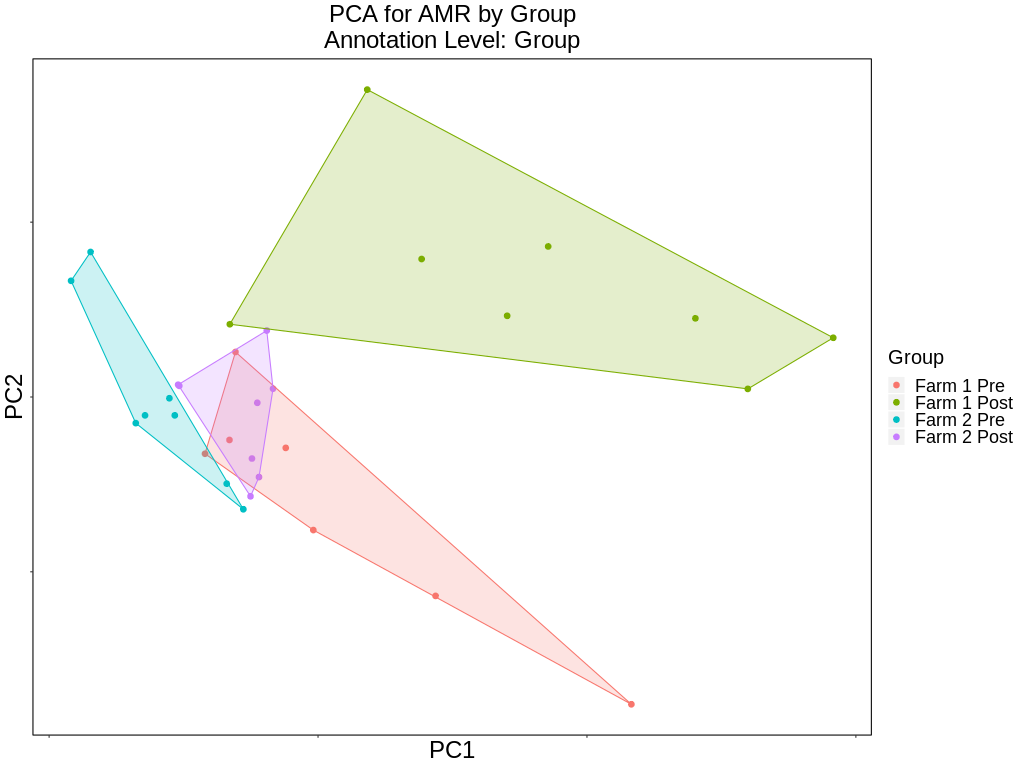 PCA for AMR by Group
Annotation Level: Group
PC2
PC1
Group
Farm 1 Pre
Farm 1 Post
Farm 2 Pre
Farm 2 Post